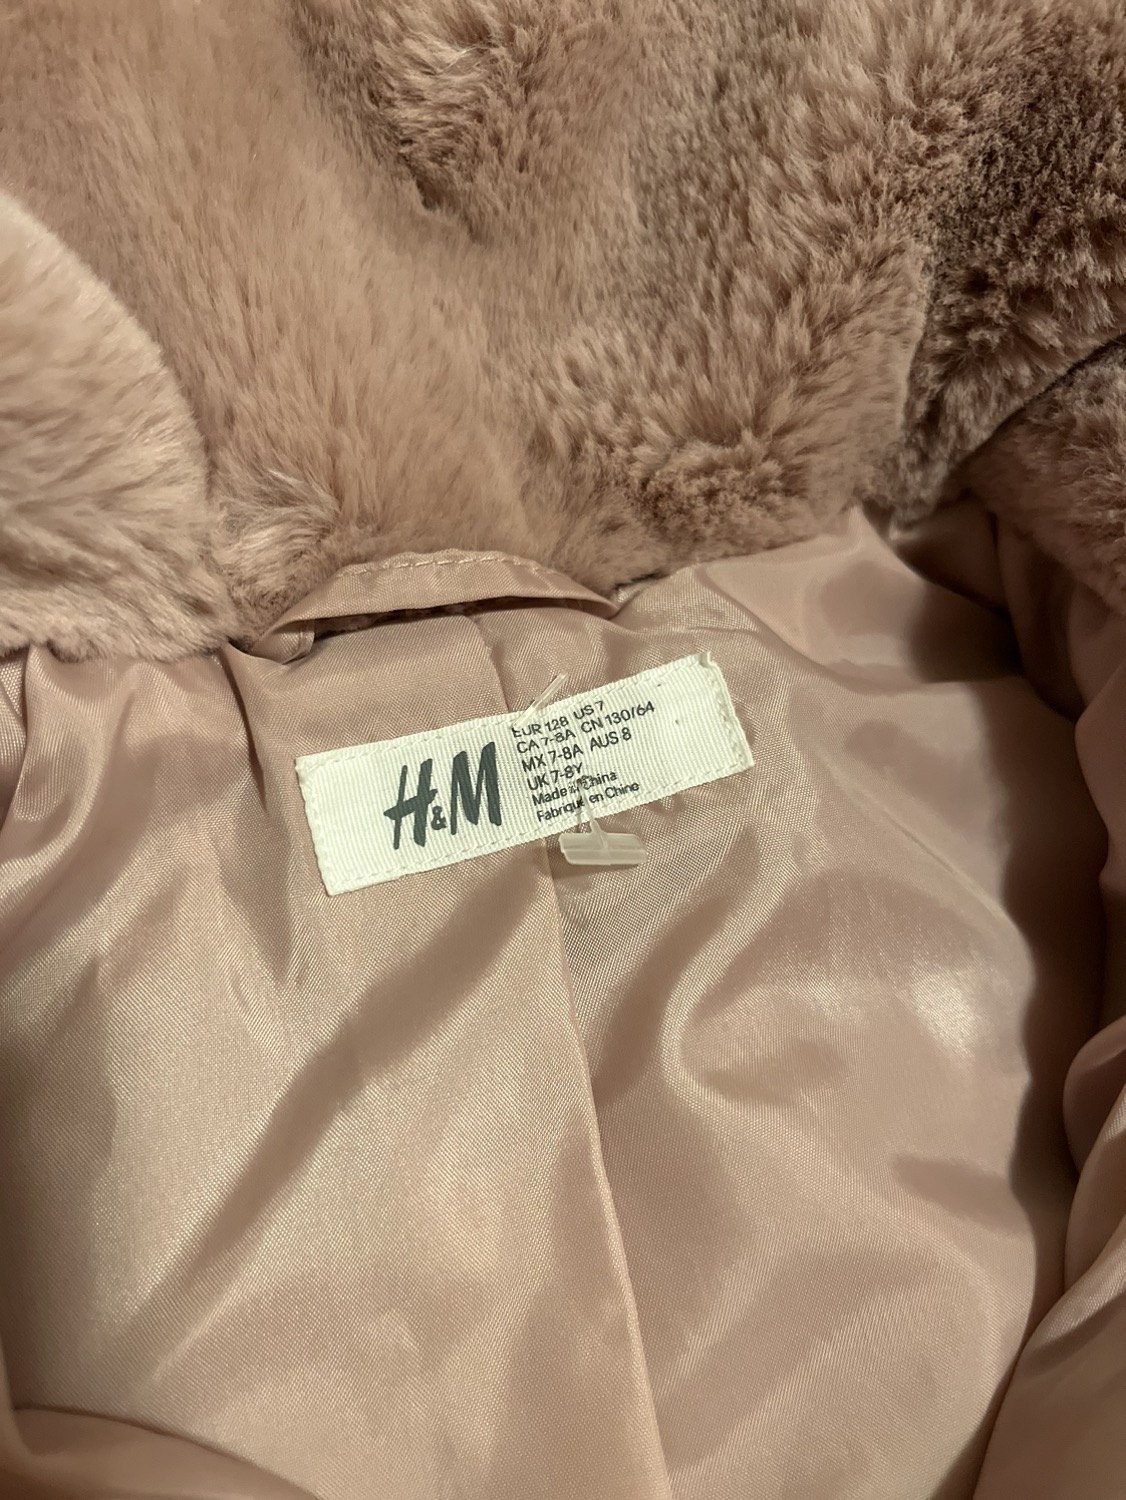 H&M
EUR 128 US 7
CA 7-8A CN 130/64
MX 7-8A AUS 8
UK 7-8Y
Made in China
Fabriqué en Chine